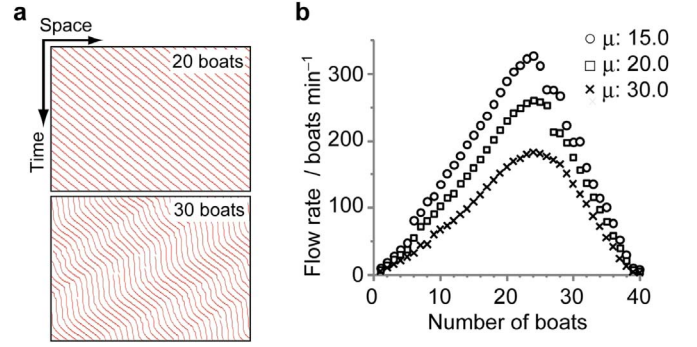 a
Space
Time
20 boats
30 boats
b
Flow rate / boats min⁻¹
300
200
100
0
0
10
20
30
40
Number of boats
μ: 15.0
μ: 20.0
μ: 30.0